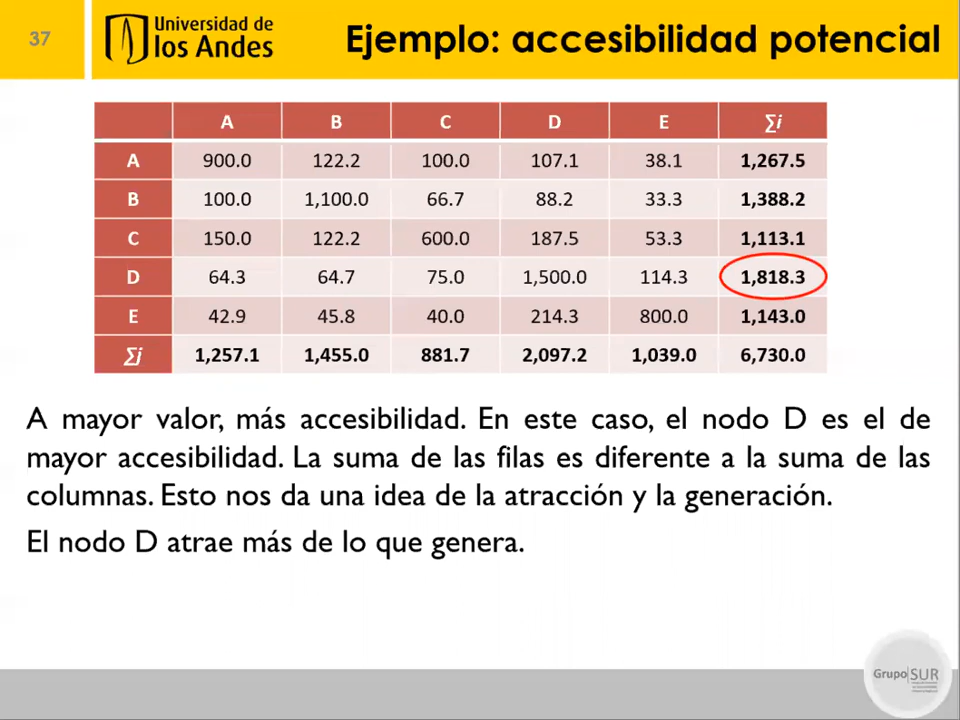 37
Universidad de
los Andes
Ejemplo: accesibilidad potencial
A B C D E ∑i
A 900.0 122.2 100.0 107.1 38.1 1,267.5
B 100.0 1,100.0 66.7 88.2 33.3 1,388.2
C 150.0 122.2 600.0 187.5 53.3 1,113.1
D 64.3 64.7 75.0 1,500.0 114.3 1,818.3
E 42.9 45.8 40.0 214.3 800.0 1,143.0
∑j 1,257.1 1,455.0 881.7 2,097.2 1,039.0 6,730.0
A mayor valor, más accesibilidad. En este caso, el nodo D es el de
mayor accesibilidad. La suma de las filas es diferente a la suma de las
columnas. Esto nos da una idea de la atracción y la generación.
El nodo D atrae más de lo que genera.
Grupo|SUR